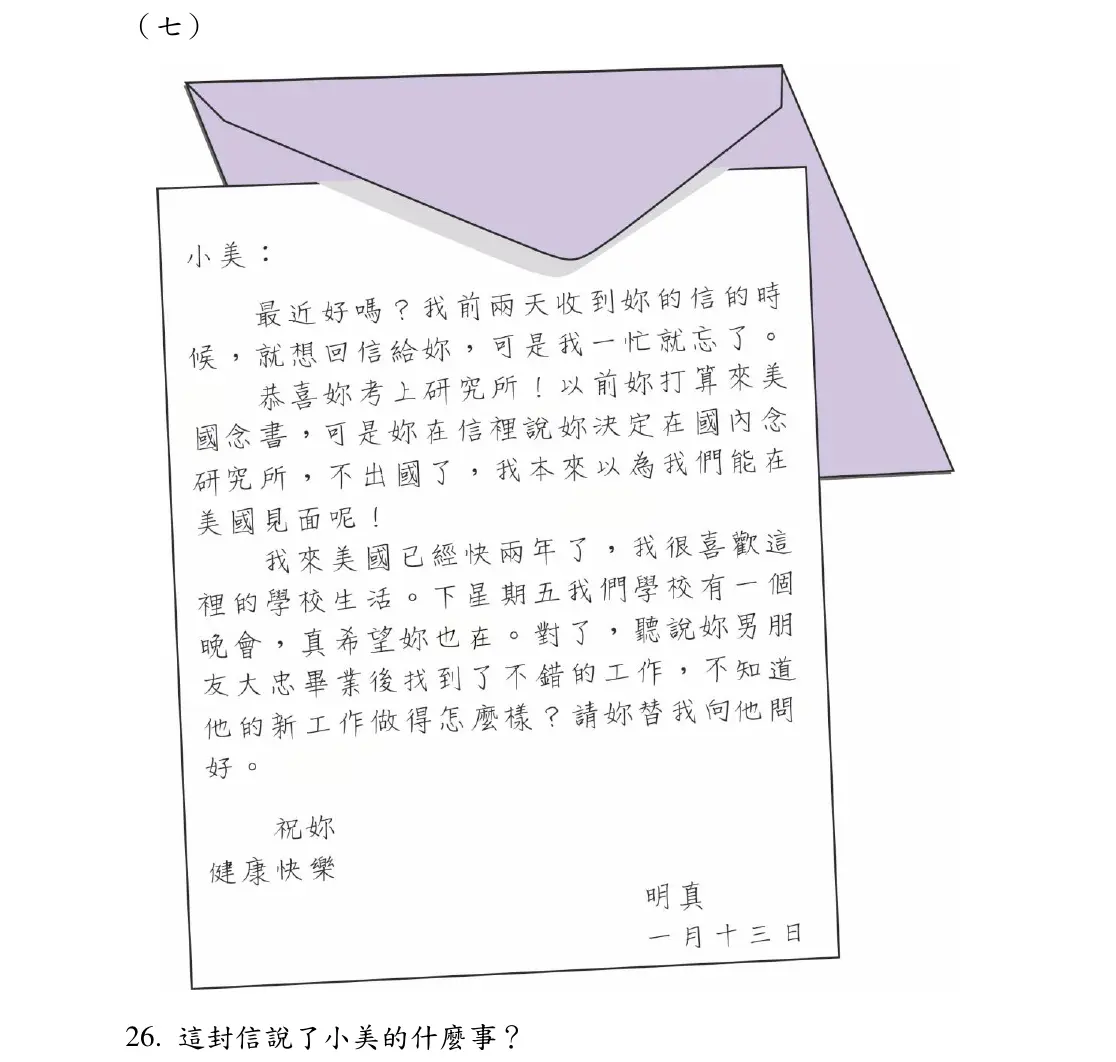 （七）
小美：
最近好嗎？我前兩天收到妳的信的時
候，就想回信給妳，可是我一忙就忘了。
恭喜妳考上研究所！以前妳打算來美
國念書，可是妳在信裡說妳決定在國內念
研究所，不出國了，我本來以為我們能在
美國見面呢！
我來美國已經快兩年了，我很喜歡這
裡的學校生活。下星期五我們學校有一個
晚會，真希望妳也在。對了，聽說妳男朋
友大忠畢業後找到了不錯的工作，不知道
他的新工作做得怎麼樣？請妳替我向他問
好。
祝妳
健康快樂
明真
一月十三日
26. 這封信說了小美的什麼事？